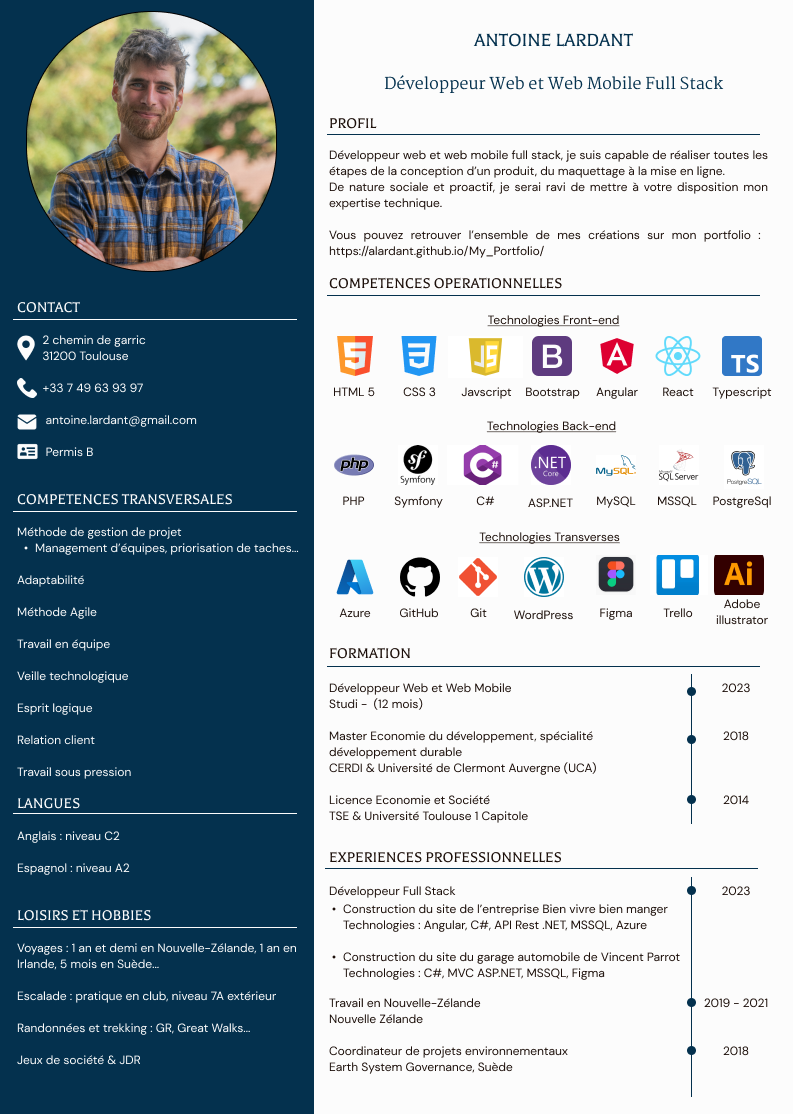 CONTACT
2 chemin de garric
31200 Toulouse
+33 7 49 63 93 97
antoine.lardant@gmail.com
Permis B
COMPETENCES TRANSVERSALES
Méthode de gestion de projet
• Management d'équipes, priorisation de taches...
Adaptabilité
Méthode Agile
Travail en équipe
Veille technologique
Esprit logique
Relation client
Travail sous pression
LANGUES
Anglais : niveau C2
Espagnol : niveau A2
LOISIRS ET HOBBIES
Voyages : 1 an et demi en Nouvelle-Zélande, 1 an en
Irlande, 5 mois en Suède...
Escalade : pratique en club, niveau 7A extérieur
Randonnées et trekking : GR, Great Walks...
Jeux de société & JDR
ANTOINE LARDANT
Développeur Web et Web Mobile Full Stack
PROFIL
Développeur web et web mobile full stack, je suis capable de réaliser toutes les
étapes de la conception d'un produit, du maquettage à la mise en ligne.
De nature sociale et proactif, je serai ravi de mettre à votre disposition mon
expertise technique.
Vous pouvez retrouver l'ensemble de mes créations sur mon portfolio :
https://alardant.github.io/My_Portfolio/
COMPETENCES OPERATIONNELLES
Technologies Front-end
5 3 JS B A TS
HTML 5 CSS 3 Javscript Bootstrap Angular React Typescript
Technologies Back-end
php sf Symfony C# .NET Core MySQL Microsoft SQL Server PostgreSQL
PHP Symfony C# ASP.NET MySQL MSSQL PostgreSql
Technologies Transverses
W Ai
Azure GitHub Git WordPress Figma Trello Adobe
illustrator
FORMATION
Développeur Web et Web Mobile 2023
Studi - (12 mois)
Master Economie du développement, spécialité 2018
développement durable
CERDI & Université de Clermont Auvergne (UCA)
Licence Economie et Société 2014
TSE & Université Toulouse 1 Capitole
EXPERIENCES PROFESSIONNELLES
Développeur Full Stack 2023
• Construction du site de l'entreprise Bien vivre bien manger
Technologies : Angular, C#, API Rest .NET, MSSQL, Azure
• Construction du site du garage automobile de Vincent Parrot
Technologies : C#, MVC ASP.NET, MSSQL, Figma
Travail en Nouvelle-Zélande 2019 - 2021
Nouvelle Zélande
Coordinateur de projets environnementaux 2018
Earth System Governance, Suède